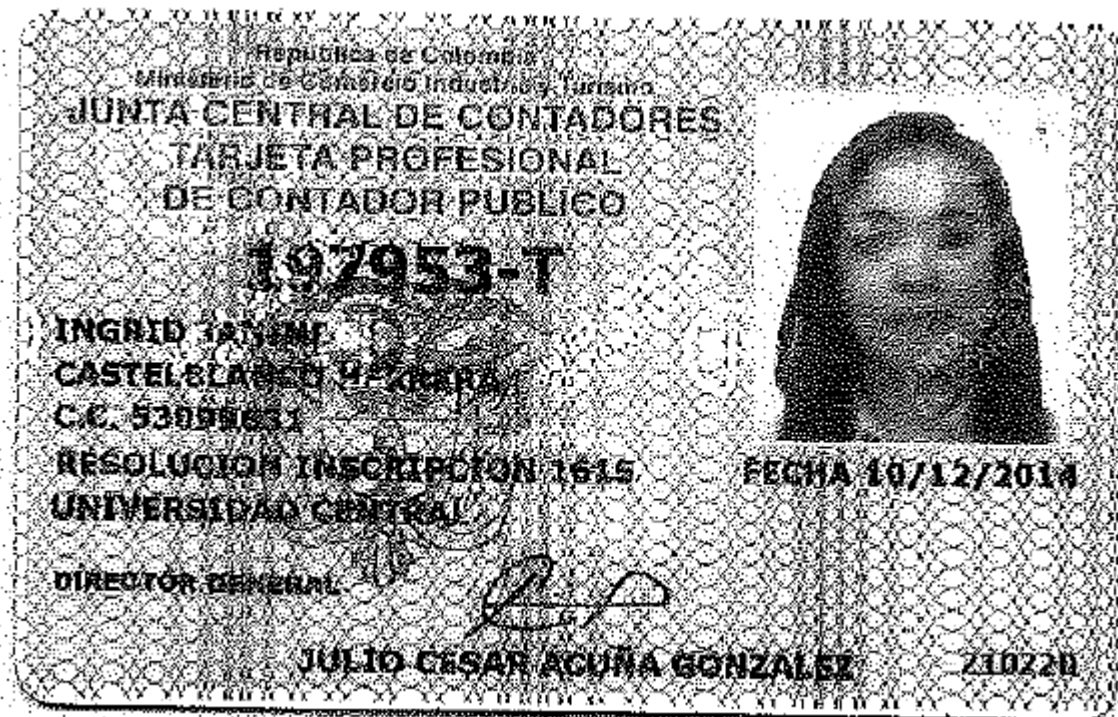 República de Colombia
Ministerio de Comercio Industria y Turismo
JUNTA CENTRAL DE CONTADORES
TARJETA PROFESIONAL
DE CONTADOR PUBLICO
197953-T
INGRID
CASTELBLANCO
C.C.
RESOLUCION INSCRIPCION 1615
UNIVERSIDAD CENTRAL
FECHA 10/12/2014
DIRECTOR GENERAL
JULIO CESAR ACUÑA GONZALEZ